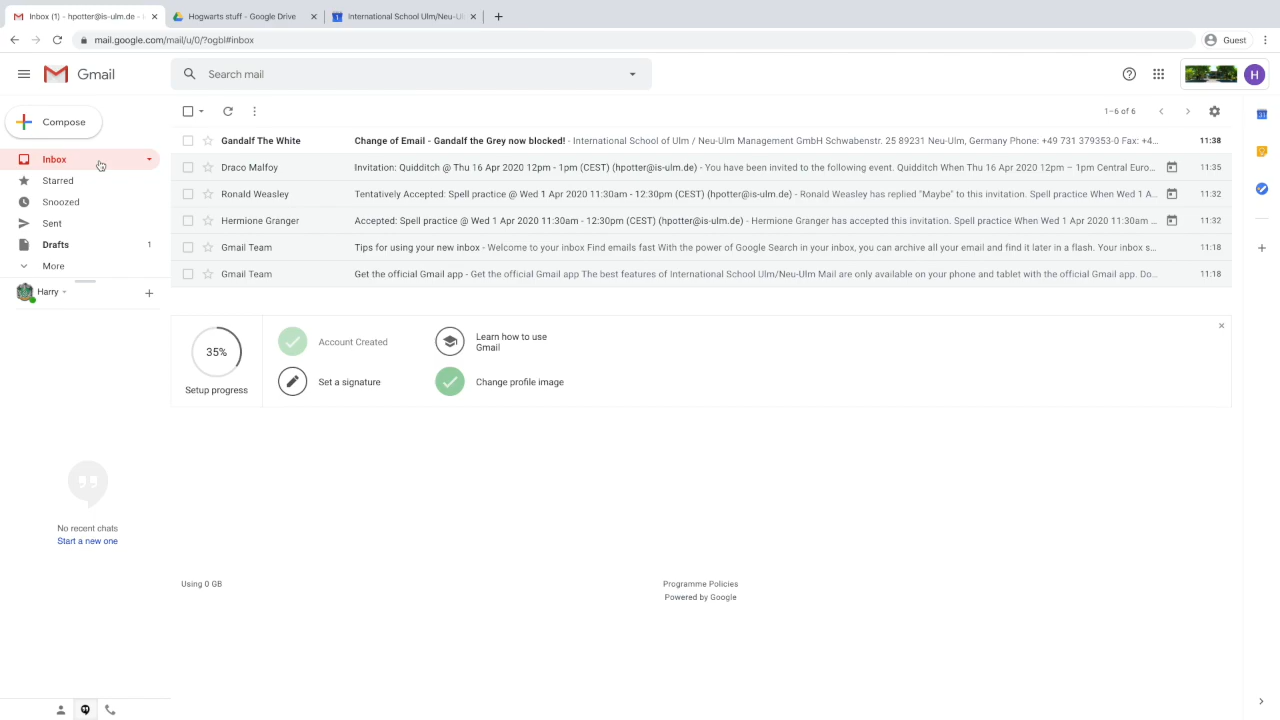 Inbox (1) - hpotter@is-ulm.de - I
Hogwarts stuff - Google Drive
International School Ulm/Neu-Ul
mail.google.com/mail/u/0/?ogbl#inbox
Guest
Gmail
Search mail
H
Compose
1–6 of 6
Inbox
Starred
Snoozed
Sent
Drafts 1
More
Harry
Gandalf The White Change of Email - Gandalf the Grey now blocked! - International School of Ulm / Neu-Ulm Management GmbH Schwabenstr. 25 89231 Neu-Ulm, Germany Phone: +49 731 379353-0 Fax: +4... 11:38
Draco Malfoy Invitation: Quidditch @ Thu 16 Apr 2020 12pm - 1pm (CEST) (hpotter@is-ulm.de) - You have been invited to the following event. Quidditch When Thu 16 Apr 2020 12pm – 1pm Central Euro... 11:35
Ronald Weasley Tentatively Accepted: Spell practice @ Wed 1 Apr 2020 11:30am - 12:30pm (CEST) (hpotter@is-ulm.de) - Ronald Weasley has replied "Maybe" to this invitation. Spell practice When Wed 1 A... 11:32
Hermione Granger Accepted: Spell practice @ Wed 1 Apr 2020 11:30am - 12:30pm (CEST) (hpotter@is-ulm.de) - Hermione Granger has accepted this invitation. Spell practice When Wed 1 Apr 2020 11:30am ... 11:32
Gmail Team Tips for using your new inbox - Welcome to your inbox Find emails fast With the power of Google Search in your inbox, you can archive all your email and find it later in a flash. Your inbox s... 11:18
Gmail Team Get the official Gmail app - Get the official Gmail app The best features of International School Ulm/Neu-Ulm Mail are only available on your phone and tablet with the official Gmail app. Do... 11:18
35%
Setup progress
Account Created
Learn how to use
Gmail
Set a signature
Change profile image
No recent chats
Start a new one
Using 0 GB
Programme Policies
Powered by Google
31